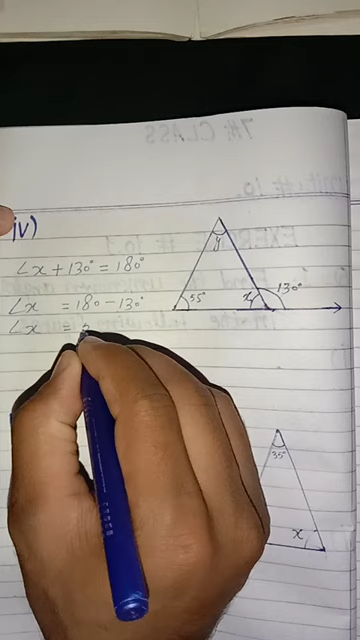 7th CLASS
iv)
∠x + 130° = 180°
∠x = 180 - 130°
∠x =
y
55°
x
130°
35°
x